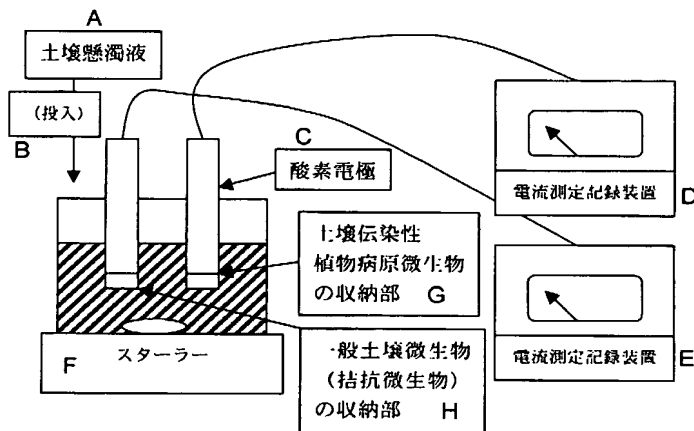 A
土壌懸濁液
(投入)
B
C
酸素電極
電流測定記録装置 D
土壌伝染性
植物病原微生物
の収納部 G
電流測定記録装置 E
F スターラー
一般土壌微生物
(拮抗微生物)
の収納部 H